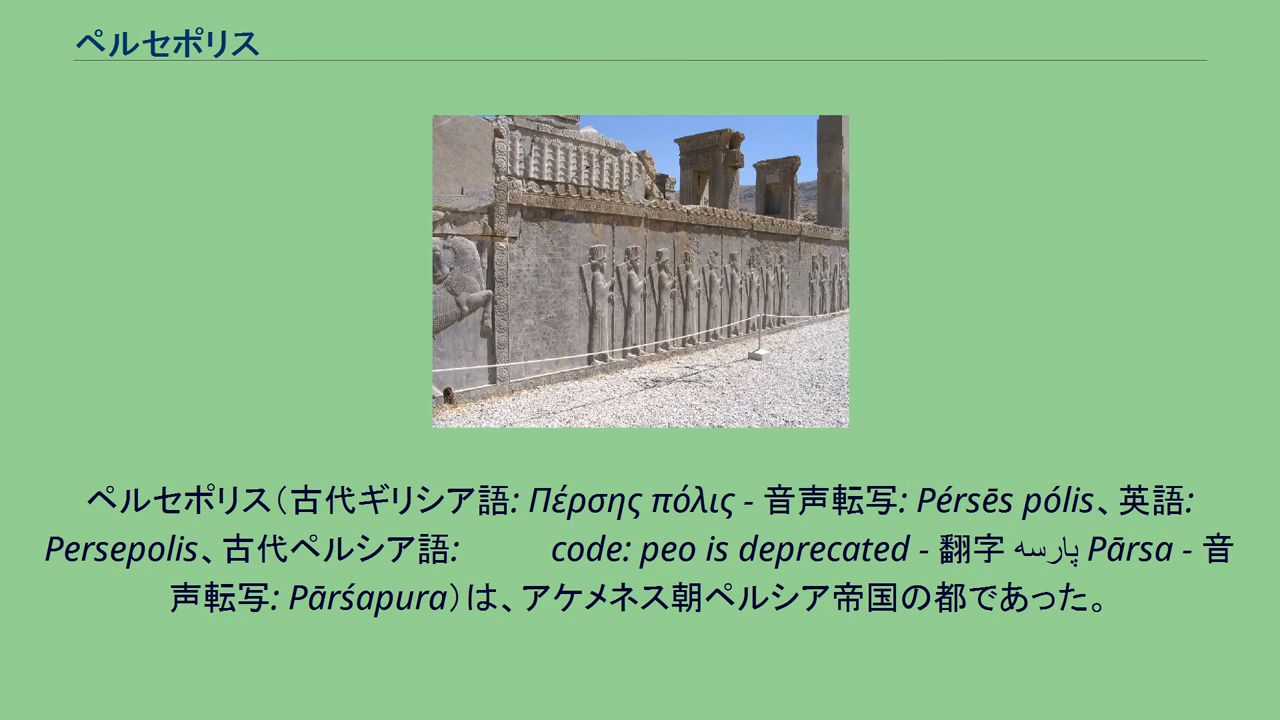 ペルセポリス
ペルセポリス（古代ギリシア語: Πέρσης πόλις - 音声転写: Pérsēs pólis、英語:
Persepolis、古代ペルシア語: code: peo is deprecated - 翻字 پارسه Pārsa - 音
声転写: Pārśapura）は、アケメネス朝ペルシア帝国の都であった。